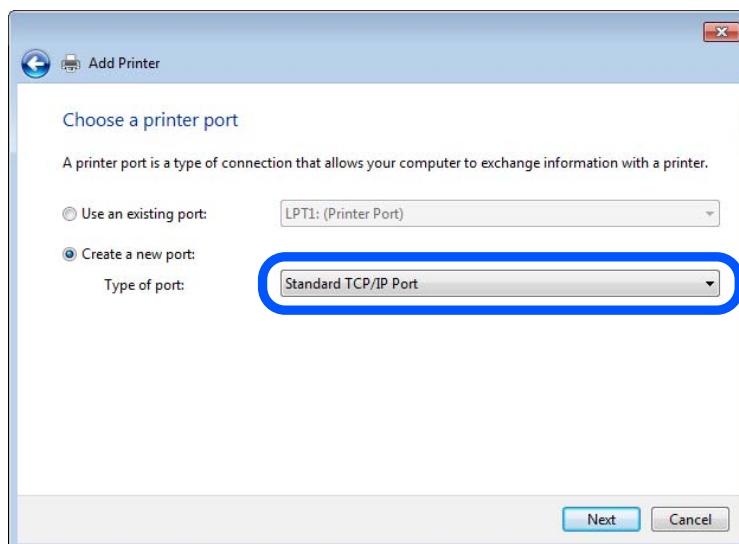 Add Printer
Choose a printer port
A printer port is a type of connection that allows your computer to exchange information with a printer.
Use an existing port: LPT1: (Printer Port)
Create a new port:
Type of port: Standard TCP/IP Port
Next Cancel